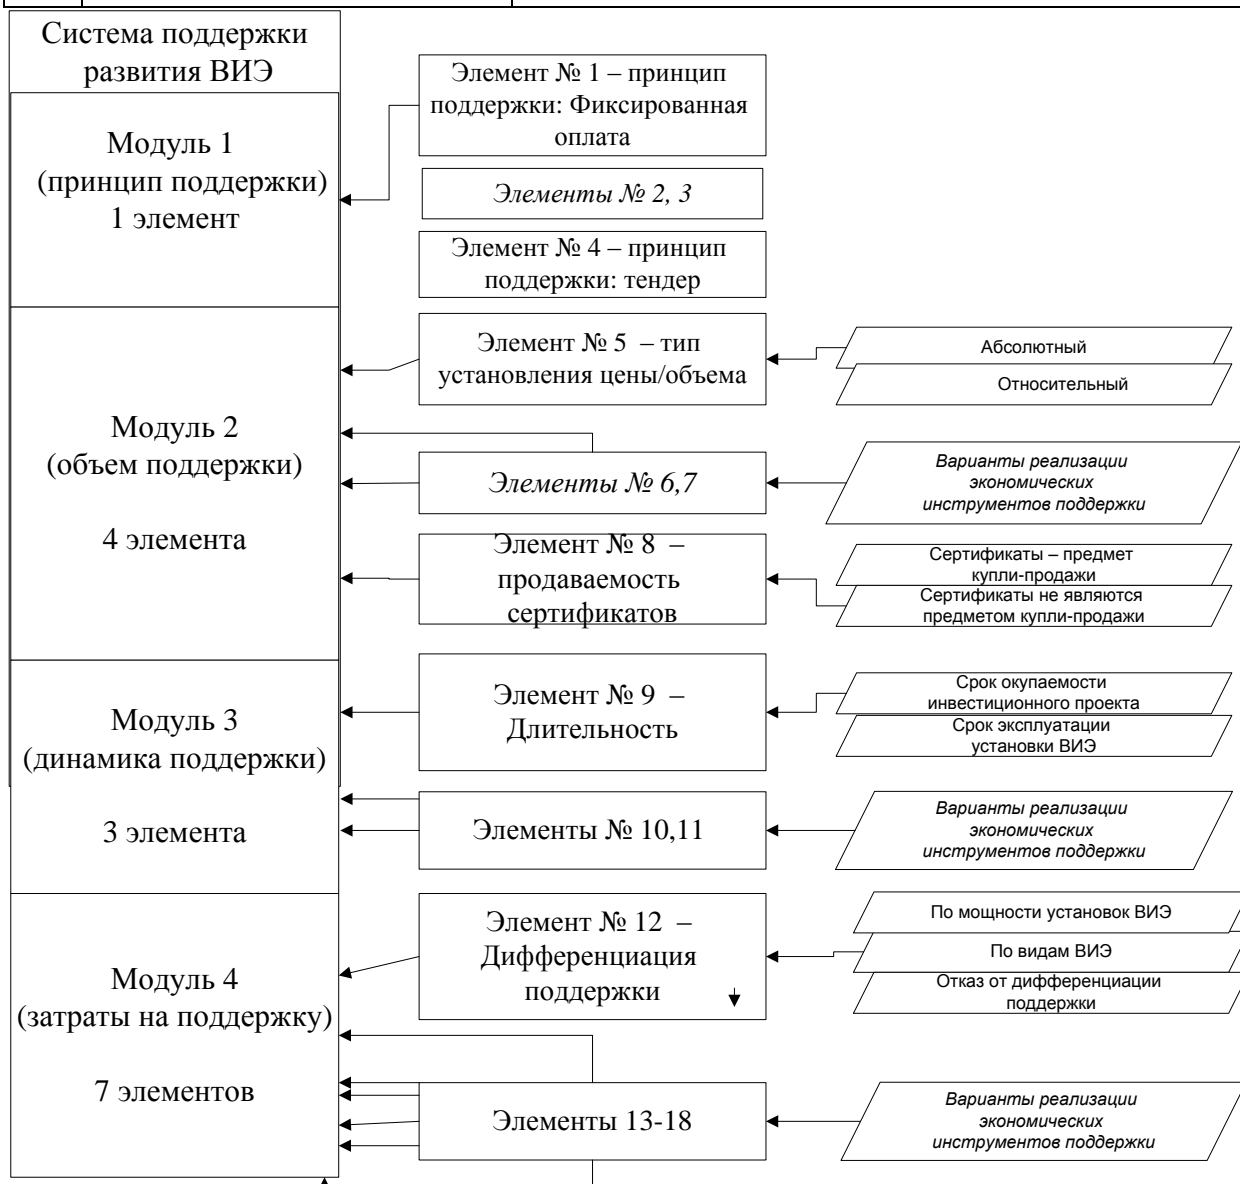 Система поддержки
развития ВИЭ
Модуль 1
(принцип поддержки)
1 элемент
Элемент № 1 – принцип
поддержки: Фиксированная
оплата
Элементы № 2, 3
Элемент № 4 – принцип
поддержки: тендер
Модуль 2
(объем поддержки)
4 элемента
Элемент № 5 – тип
установления цены/объема
Абсолютный
Относительный
Элементы № 6,7
Варианты реализации
экономических
инструментов поддержки
Элемент № 8 –
продаваемость
сертификатов
Сертификаты – предмет
купли-продажи
Сертификаты не являются
предметом купли-продажи
Модуль 3
(динамика поддержки)
3 элемента
Элемент № 9 –
Длительность
Срок окупаемости
инвестиционного проекта
Срок эксплуатации
установки ВИЭ
Элементы № 10,11
Варианты реализации
экономических
инструментов поддержки
Модуль 4
(затраты на поддержку)
7 элементов
Элемент № 12 –
Дифференциация
поддержки
По мощности установок ВИЭ
По видам ВИЭ
Отказ от дифференциации
поддержки
Элементы 13-18
Варианты реализации
экономических
инструментов поддержки